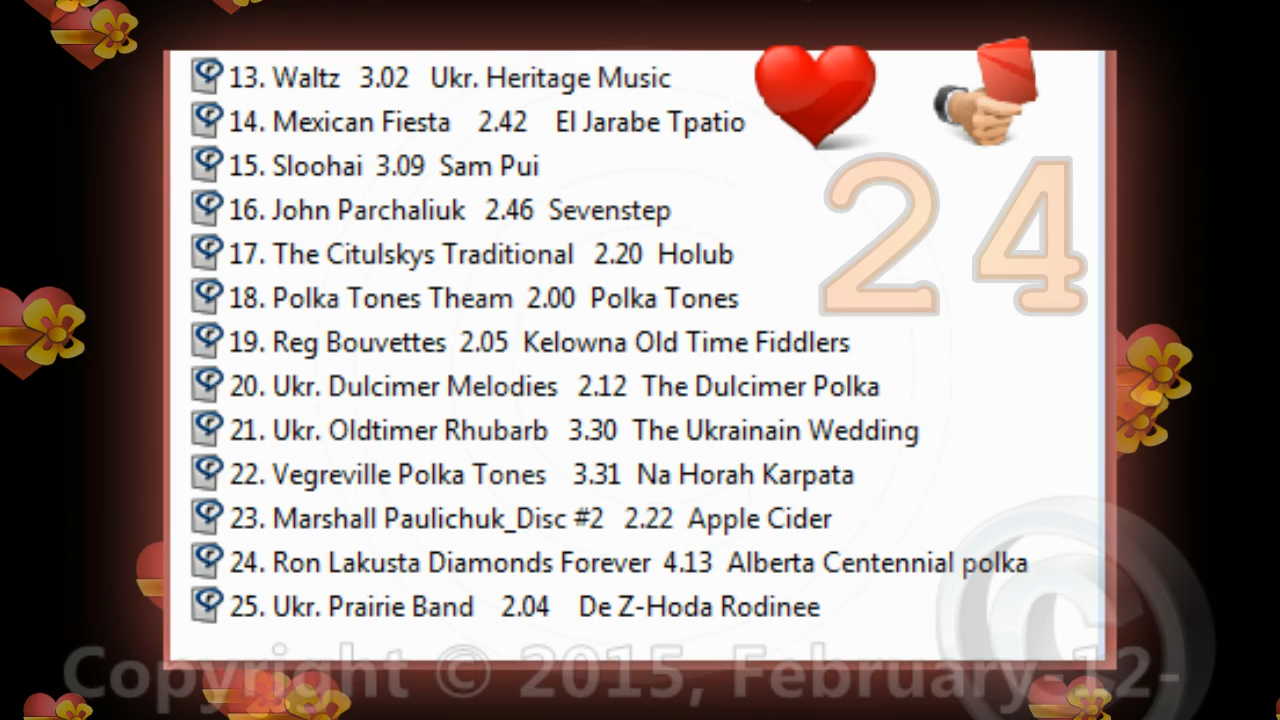 13. Waltz 3.02 Ukr. Heritage Music
14. Mexican Fiesta 2.42 El Jarabe Tpatio
15. Sloohai 3.09 Sam Pui
16. John Parchaliuk 2.46 Sevenstep
17. The Citulskys Traditional 2.20 Holub
18. Polka Tones Theam 2.00 Polka Tones
19. Reg Bouvettes 2.05 Kelowna Old Time Fiddlers
20. Ukr. Dulcimer Melodies 2.12 The Dulcimer Polka
21. Ukr. Oldtimer Rhubarb 3.30 The Ukrainain Wedding
22. Vegreville Polka Tones 3.31 Na Horah Karpata
23. Marshall Paulichuk_Disc #2 2.22 Apple Cider
24. Ron Lakusta Diamonds Forever 4.13 Alberta Centennial polka
25. Ukr. Prairie Band 2.04 De Z-Hoda Rodinee
24
©
Copyright © 2015, February-12-